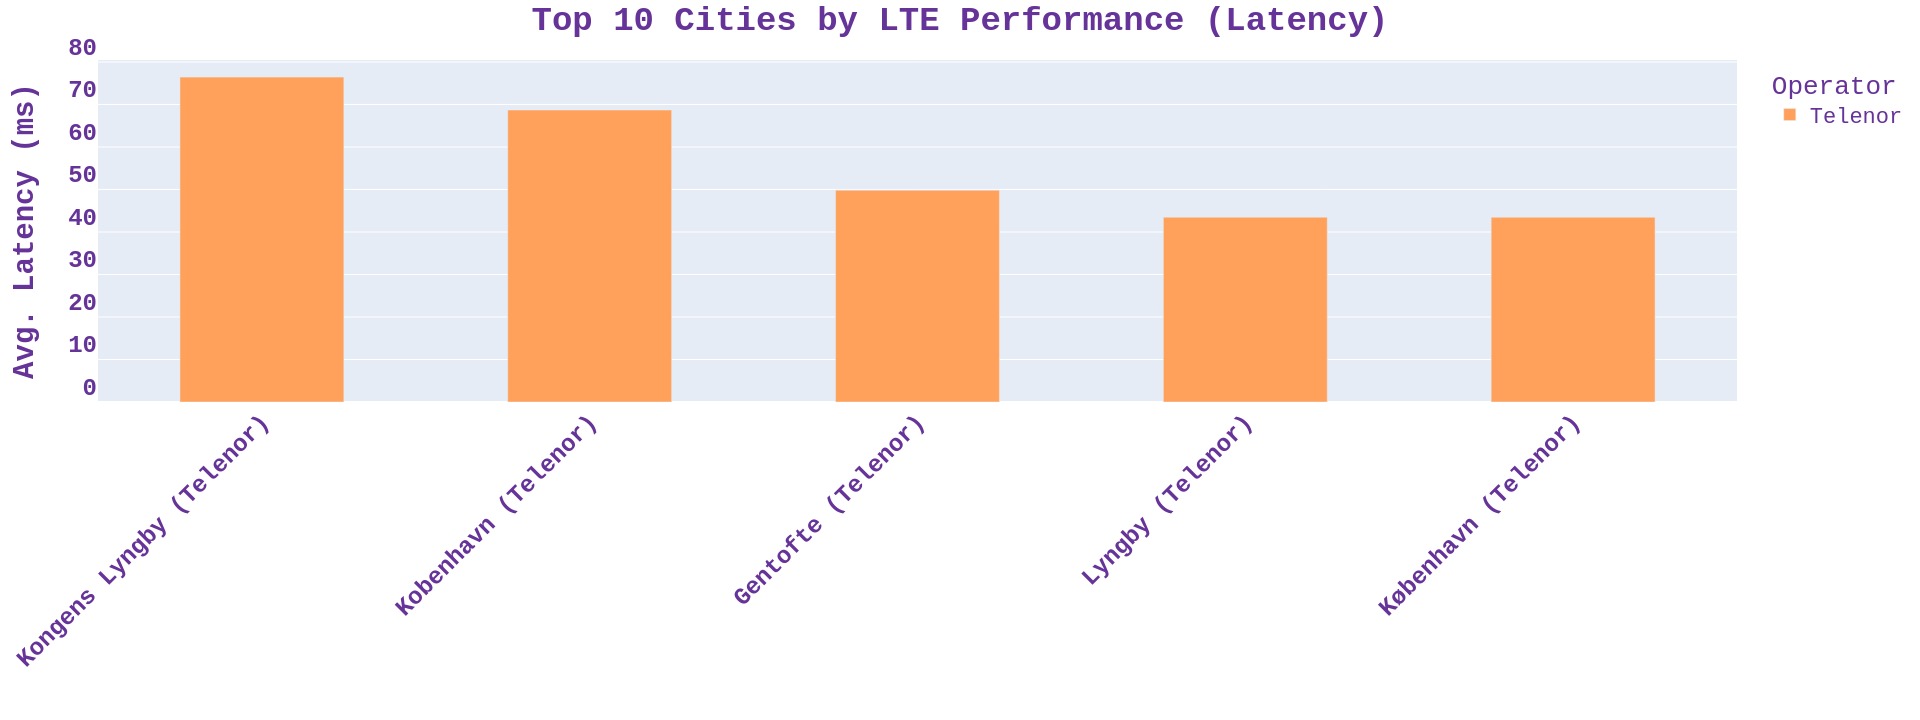 Top 10 Cities by LTE Performance (Latency)
Avg. Latency (ms)
80
70
60
50
40
30
20
10
0
Kongens Lyngby (Telenor)
Kobenhavn (Telenor)
Gentofte (Telenor)
Lyngby (Telenor)
København (Telenor)
Operator
Telenor